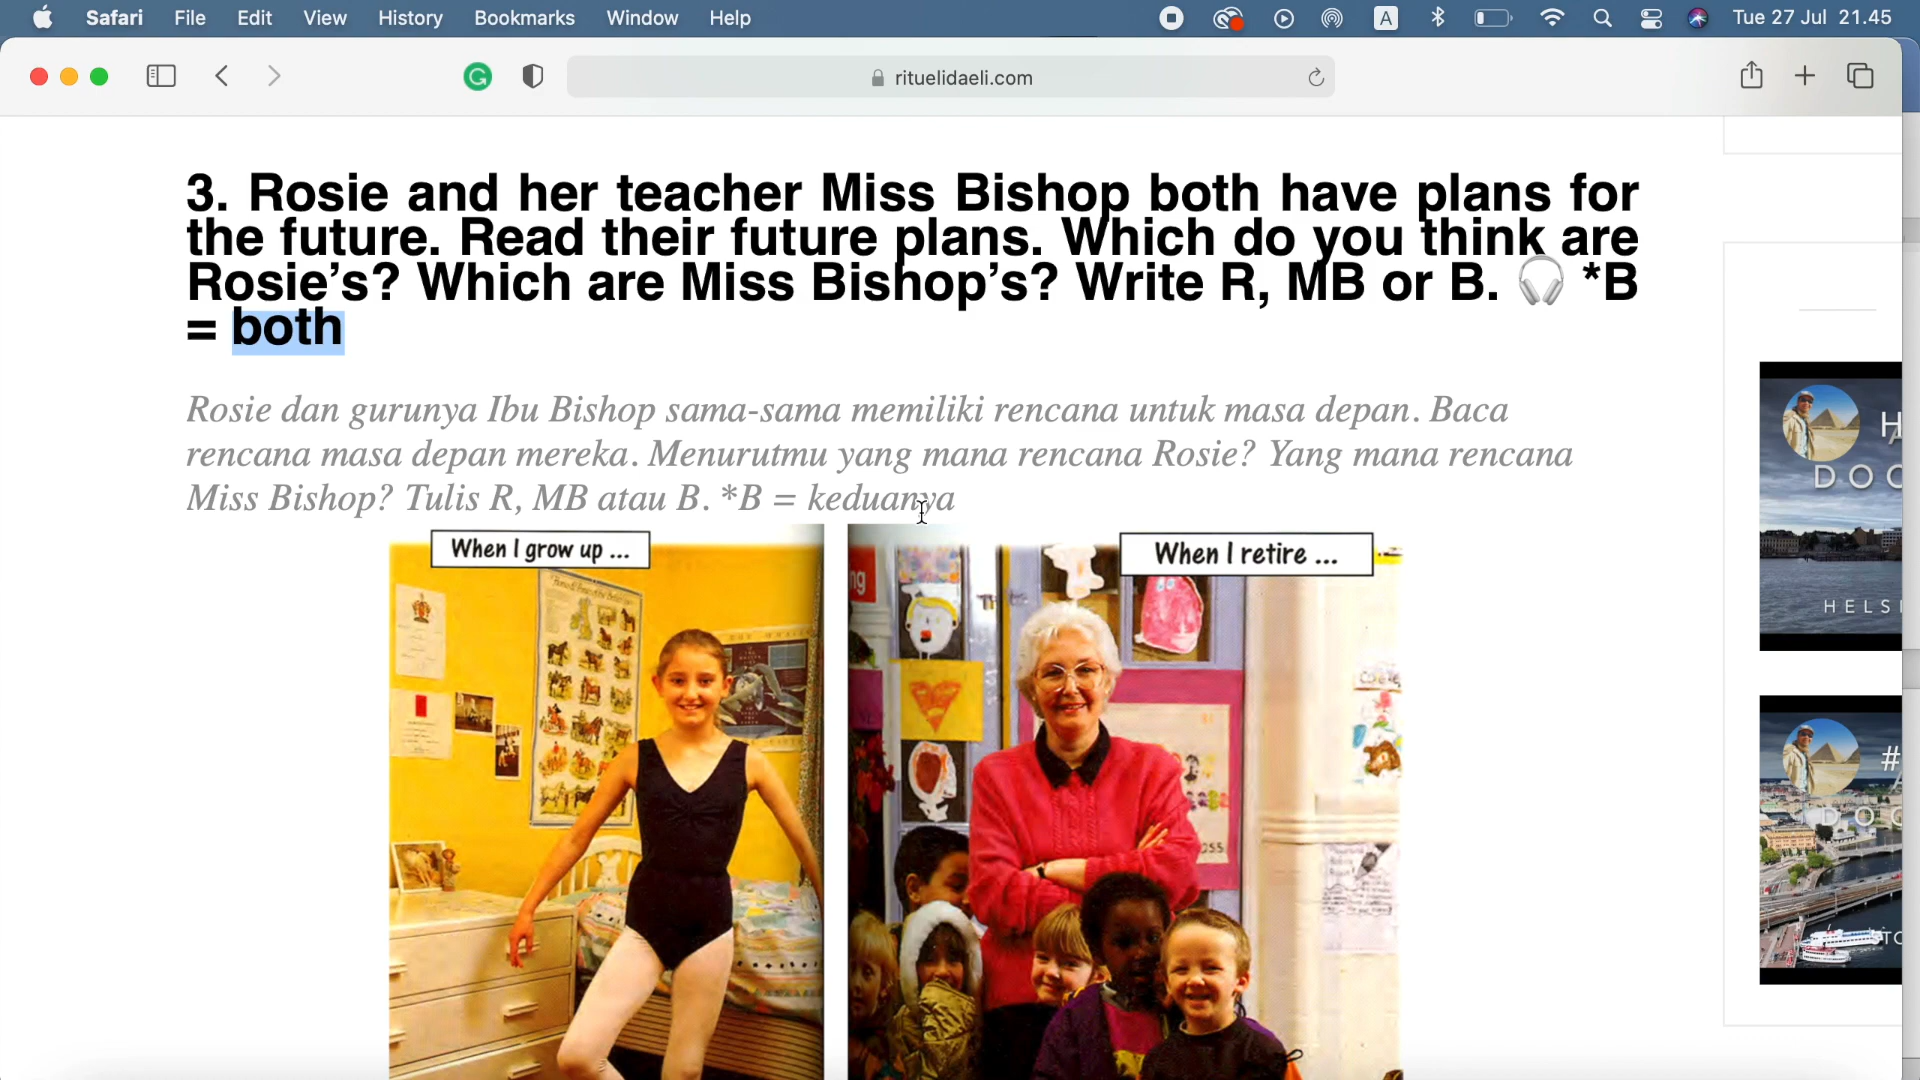 Safari File Edit View History Bookmarks Window Help A Tue 27 Jul 21.45
rituelidaeli.com
3. Rosie and her teacher Miss Bishop both have plans for
the future. Read their future plans. Which do you think are
Rosie's? Which are Miss Bishop's? Write R, MB or B. 🎧 *B
= both
Rosie dan gurunya Ibu Bishop sama-sama memiliki rencana untuk masa depan. Baca
rencana masa depan mereka. Menurutmu yang mana rencana Rosie? Yang mana rencana
Miss Bishop? Tulis R, MB atau B. *B = keduanya
When I grow up ...
When I retire ...
H
DOC
HELSI
#
DOC
STO